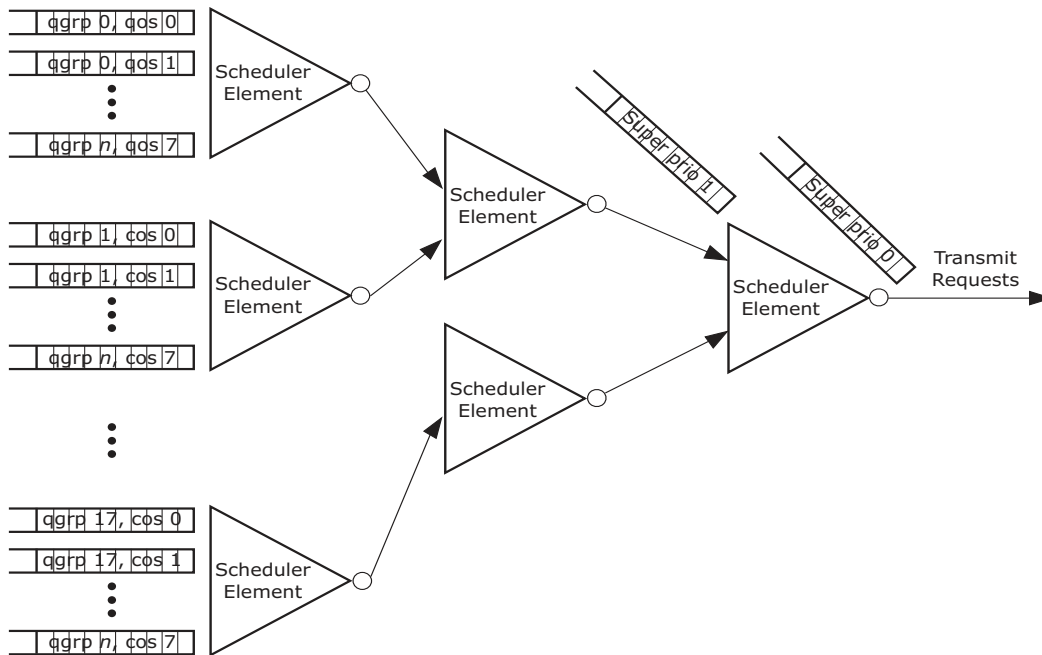 qgrp 0, qos 0
qgrp 0, qos 1
qgrp n, qos 7
Scheduler
Element
qgrp 1, cos 0
qgrp 1, cos 1
qgrp n, cos 7
Scheduler
Element
qgrp 17, cos 0
qgrp 17, cos 1
qgrp n, cos 7
Scheduler
Element
Scheduler
Element
Scheduler
Element
Super prio 1
Super prio 0
Scheduler
Element
Transmit
Requests